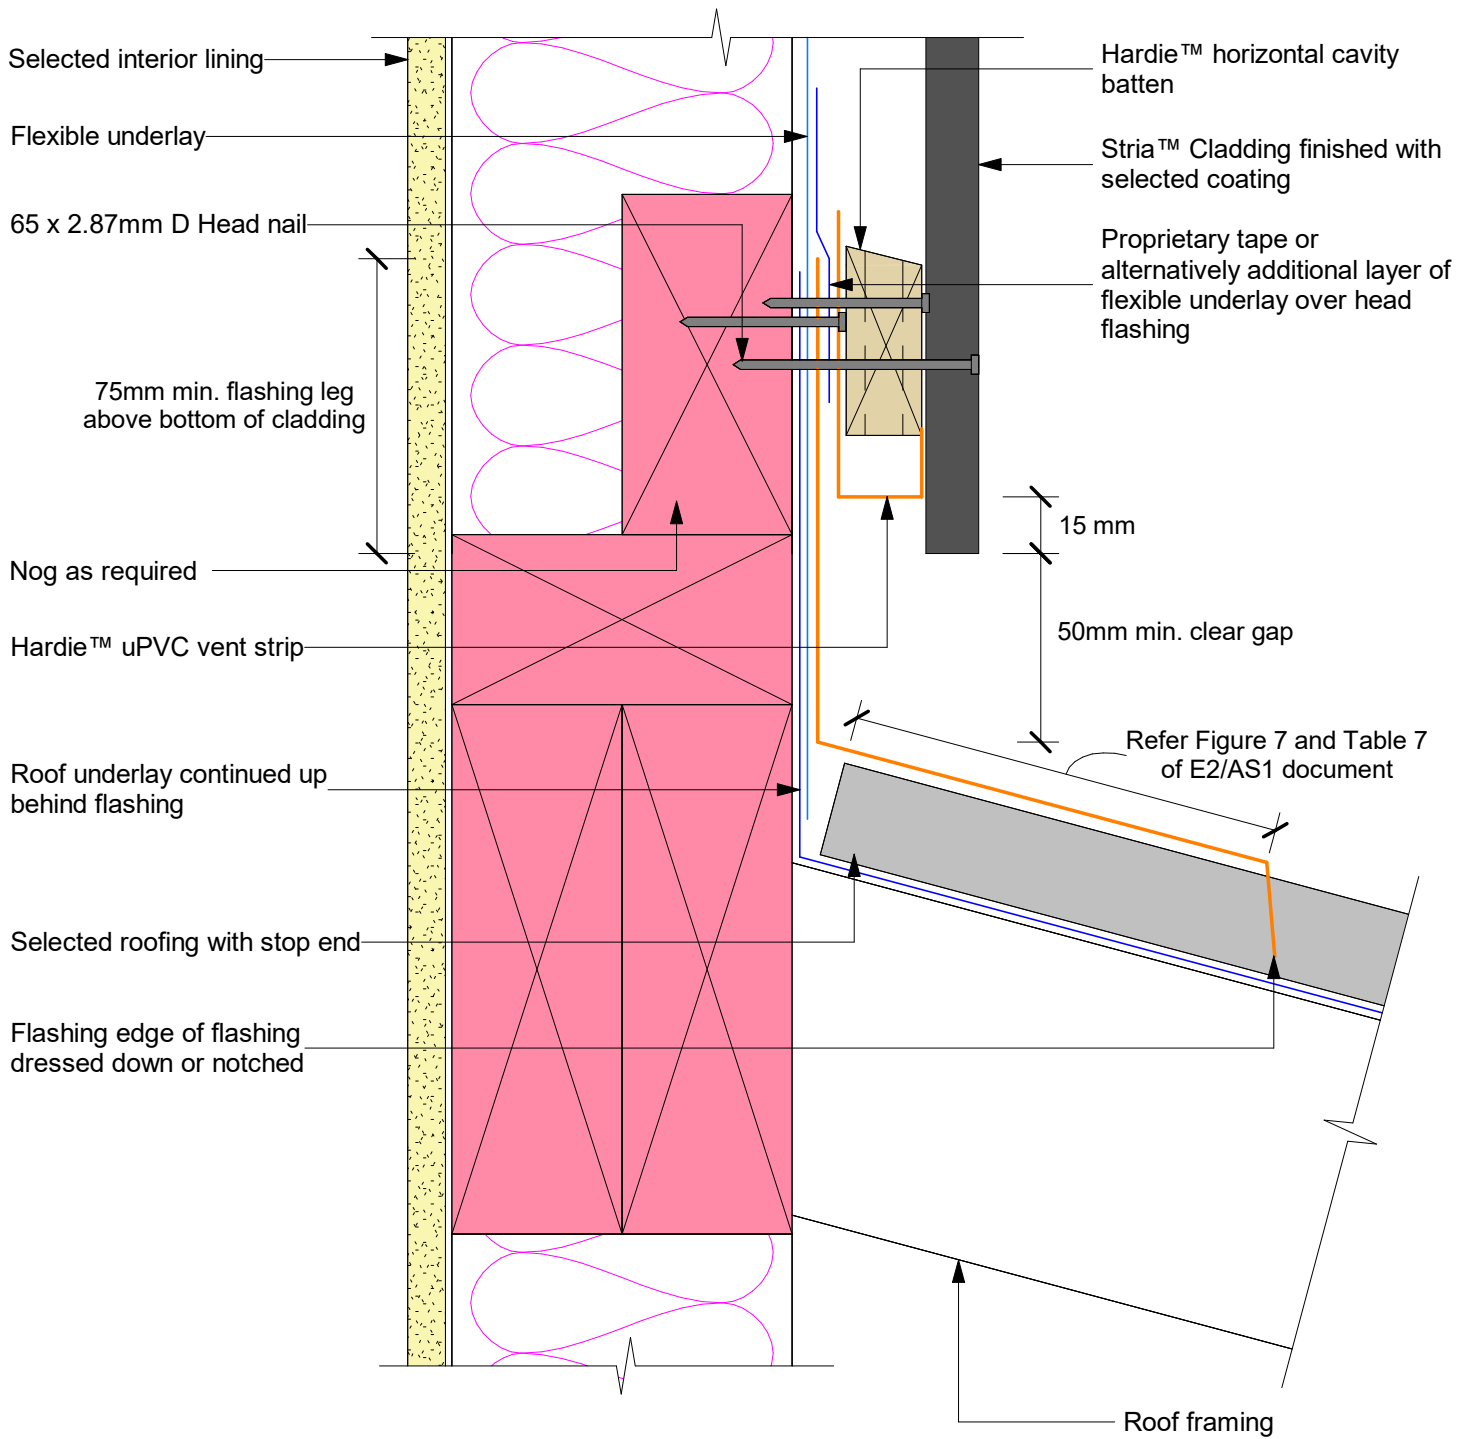 Selected interior lining
Flexible underlay
65 x 2.87mm D Head nail
75mm min. flashing leg
above bottom of cladding
Nog as required
Hardie™ uPVC vent strip
Roof underlay continued up
behind flashing
Selected roofing with stop end
Flashing edge of flashing
dressed down or notched
Hardie™ horizontal cavity
batten
Stria™ Cladding finished with
selected coating
Proprietary tape or
alternatively additional layer of
flexible underlay over head
flashing
15 mm
50mm min. clear gap
Refer Figure 7 and Table 7
of E2/AS1 document
Roof framing